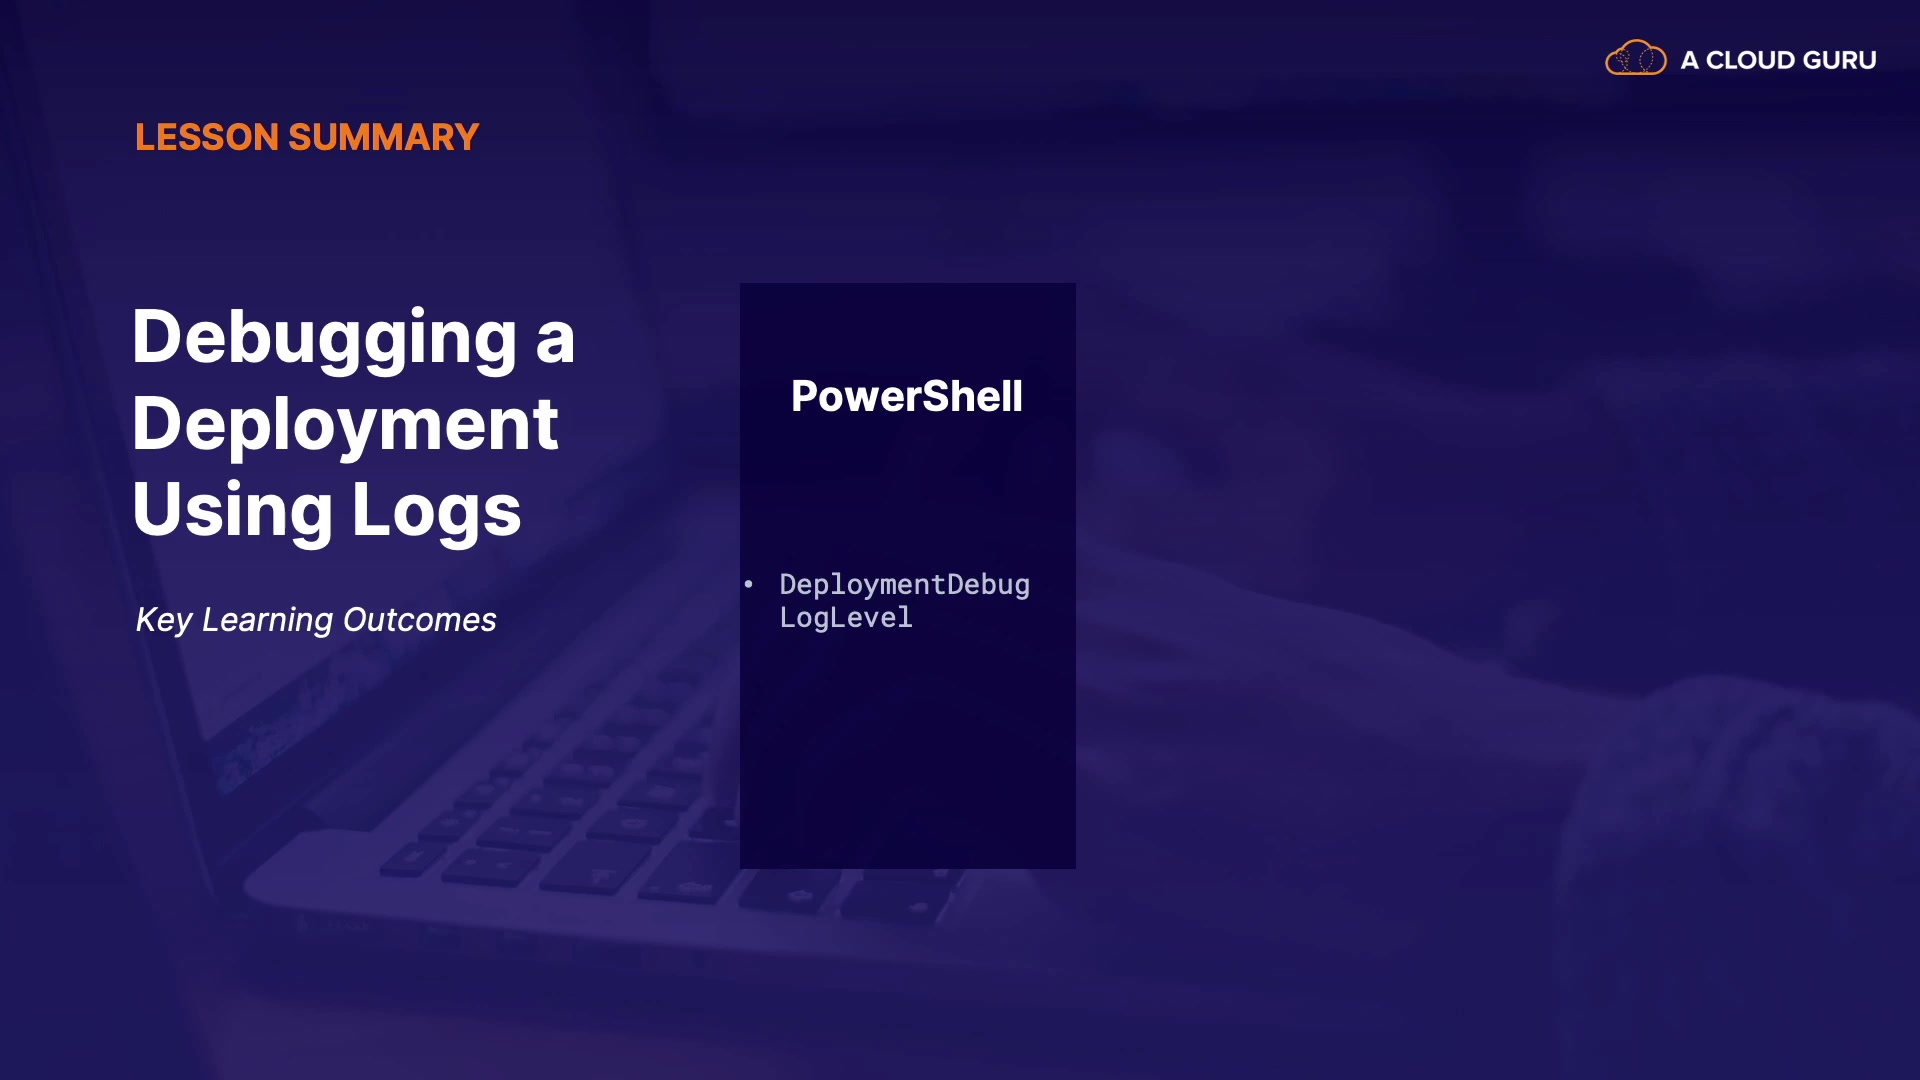 A CLOUD GURU
LESSON SUMMARY
Debugging a
Deployment
Using Logs
Key Learning Outcomes
PowerShell
• DeploymentDebug
LogLevel